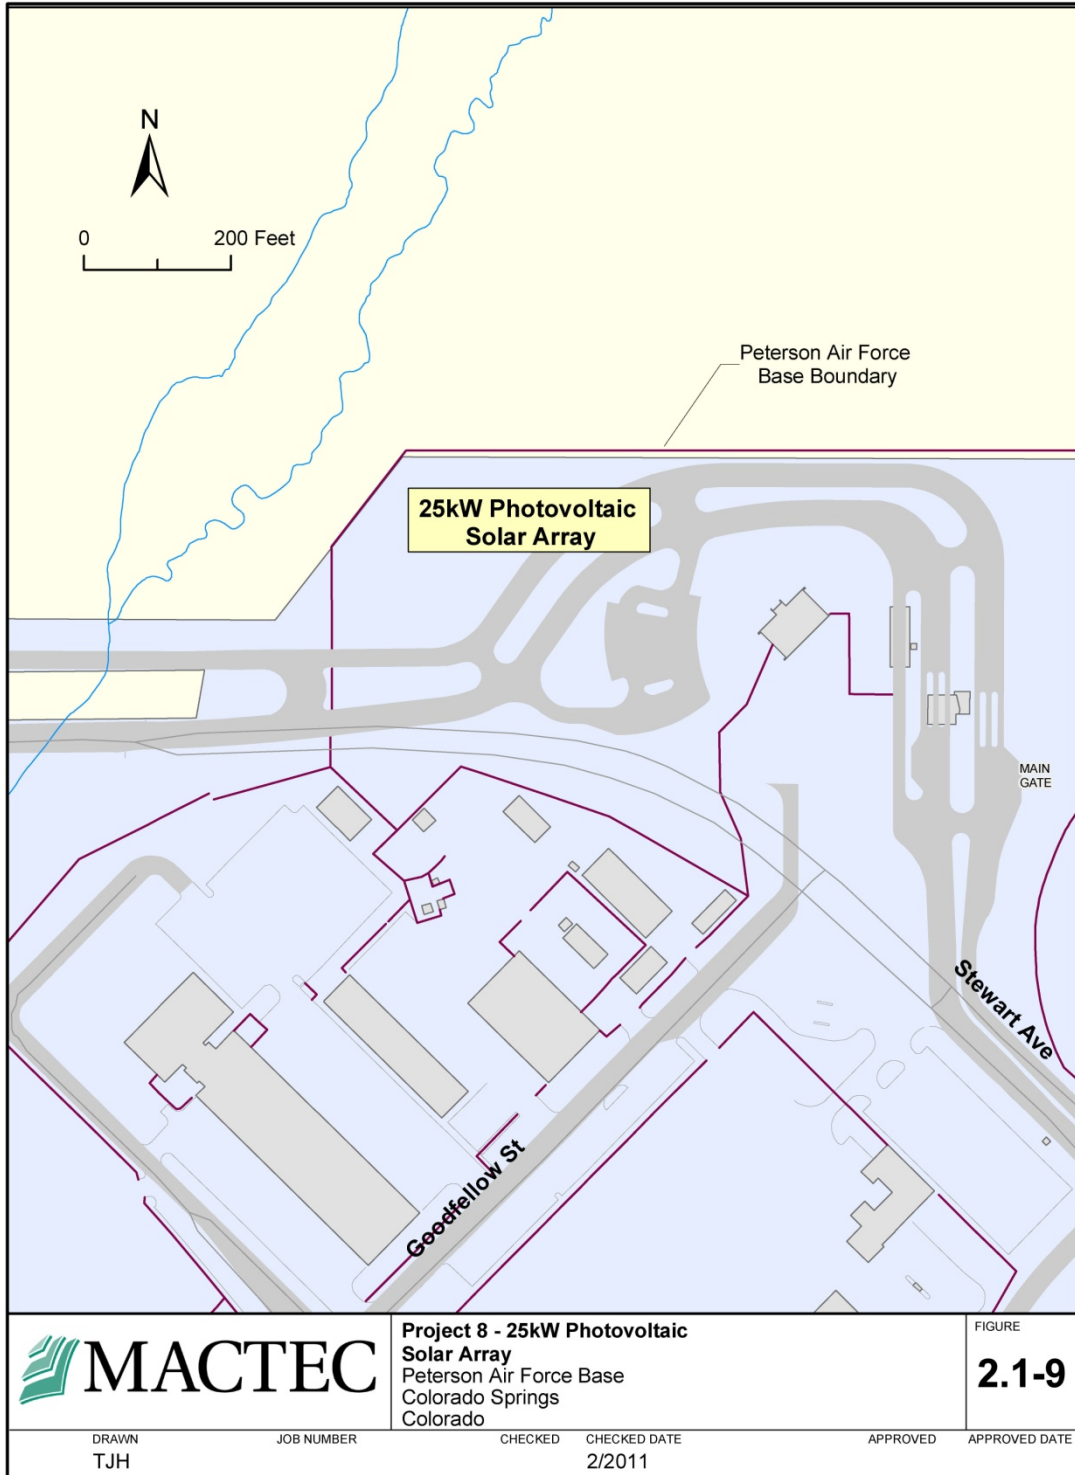 N
0 200 Feet
Peterson Air Force
Base Boundary
25kW Photovoltaic
Solar Array
MAIN
GATE
Stewart Ave
Goodfellow St
MACTEC
Project 8 - 25kW Photovoltaic
Solar Array
Peterson Air Force Base
Colorado Springs
Colorado
FIGURE
2.1-9
DRAWN JOB NUMBER CHECKED CHECKED DATE APPROVED APPROVED DATE
TJH 2/2011